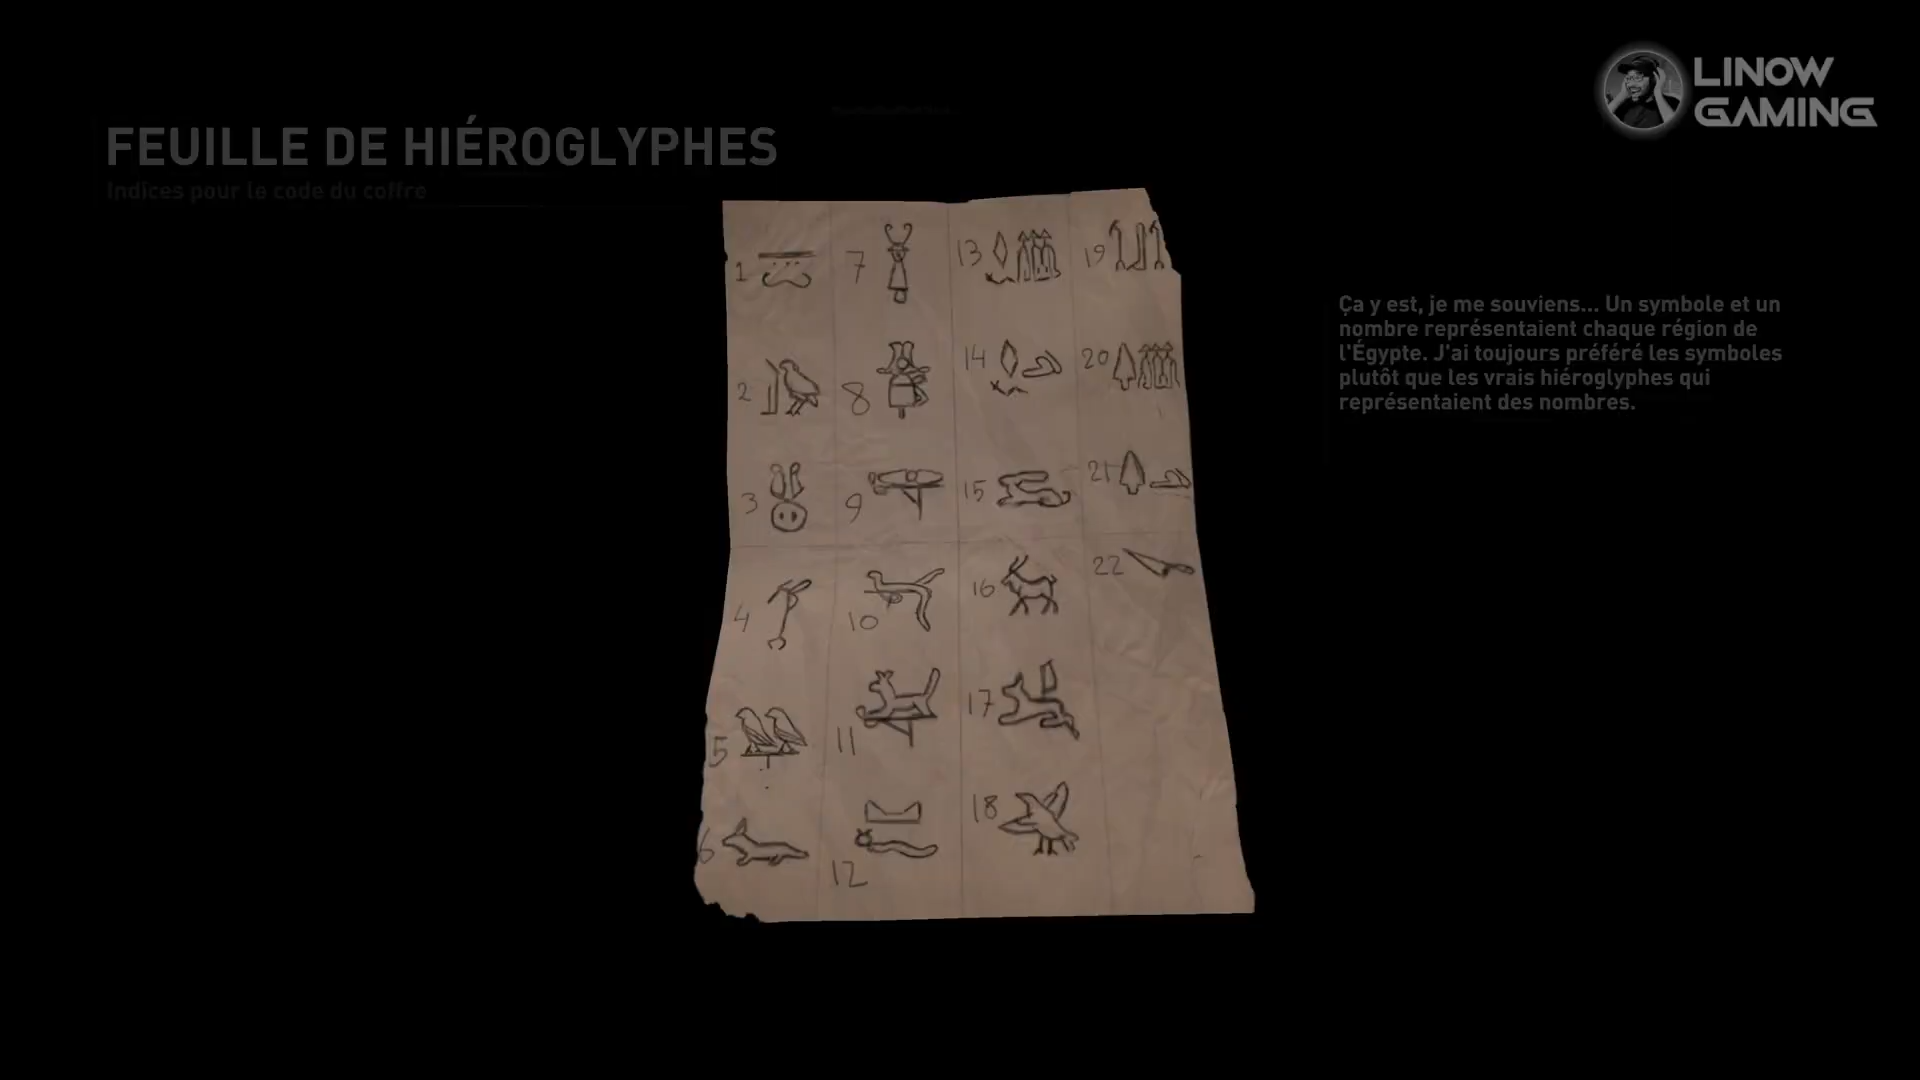 LINOW
GAMING
FEUILLE DE HIÉROGLYPHES
Indices pour le code du coffre
1
2
3
4
5
6
7
8
9
10
11
12
13
14
15
16
17
18
19
20
21
22
Ça y est, je me souviens... Un symbole et un
nombre représentaient chaque région de
l'Égypte. J'ai toujours préféré les symboles
plutôt que les vrais hiéroglyphes qui
représentaient des nombres.